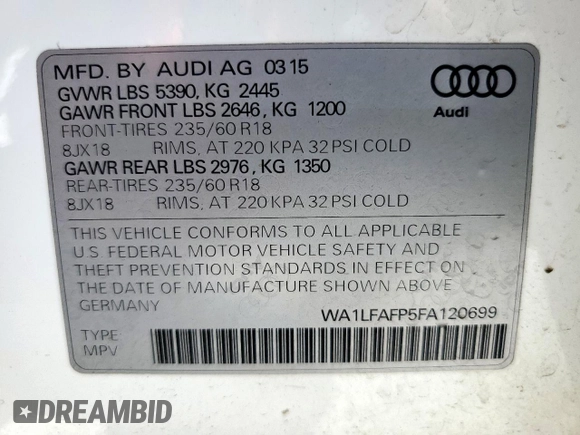 MFD. BY AUDI AG 03 15
GVWR LBS 5390, KG 2445
GAWR FRONT LBS 2646, KG 1200
FRONT-TIRES 235/60 R18
8JX18 RIMS, AT 220 KPA 32 PSI COLD
GAWR REAR LBS 2976, KG 1350
REAR-TIRES 235/60 R18
8JX18 RIMS, AT 220 KPA 32 PSI COLD
Audi
THIS VEHICLE CONFORMS TO ALL APPLICABLE
U.S. FEDERAL MOTOR VEHICLE SAFETY AND
THEFT PREVENTION STANDARDS IN EFFECT ON
THE DATE OF MANUFACTURE SHOWN ABOVE
GERMANY
WA1LFAFP5FA120699
TYPE
MPV
DREAMBID